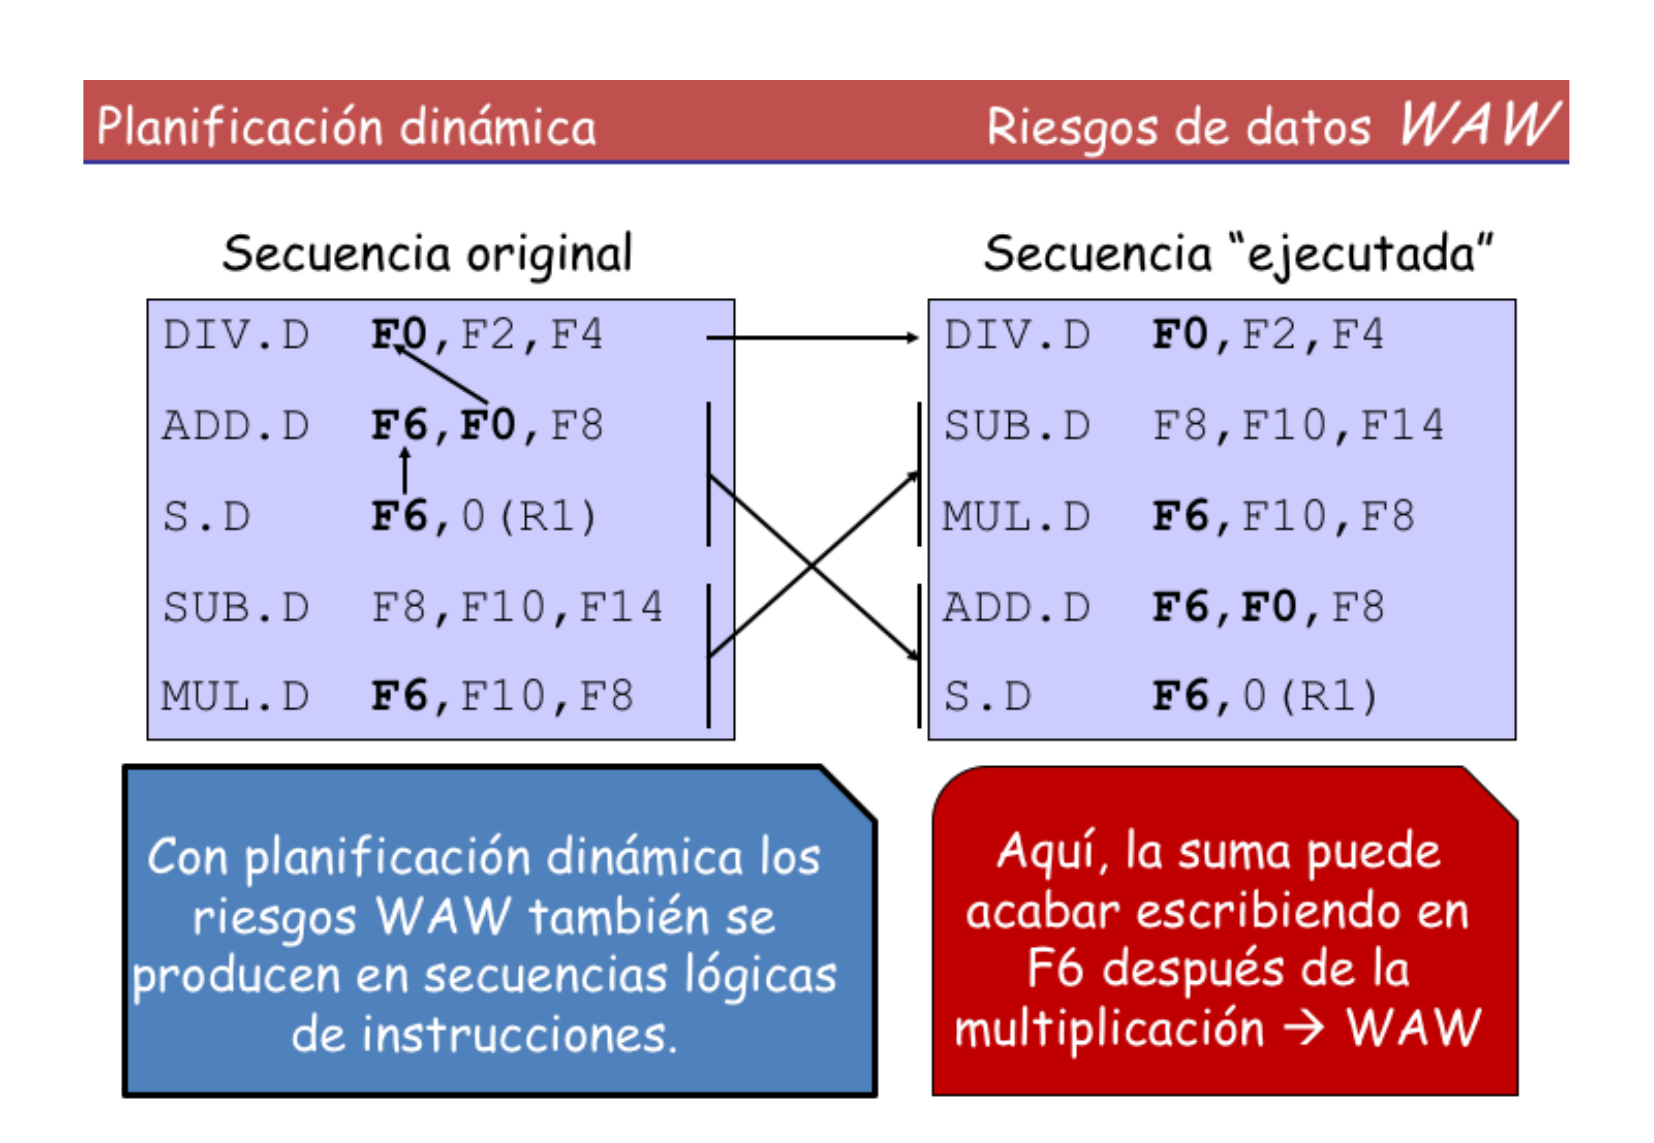 Planificación dinámica
Riesgos de datos WAW
Secuencia original
DIV.D F0,F2,F4
ADD.D F6,F0,F8
S.D F6,0(R1)
SUB.D F8,F10,F14
MUL.D F6,F10,F8
Secuencia “ejecutada”
DIV.D F0,F2,F4
SUB.D F8,F10,F14
MUL.D F6,F10,F8
ADD.D F6,F0,F8
S.D F6,0(R1)
Con planificación dinámica los
riesgos WAW también se
producen en secuencias lógicas
de instrucciones.
Aquí, la suma puede
acabar escribiendo en
F6 después de la
multiplicación → WAW